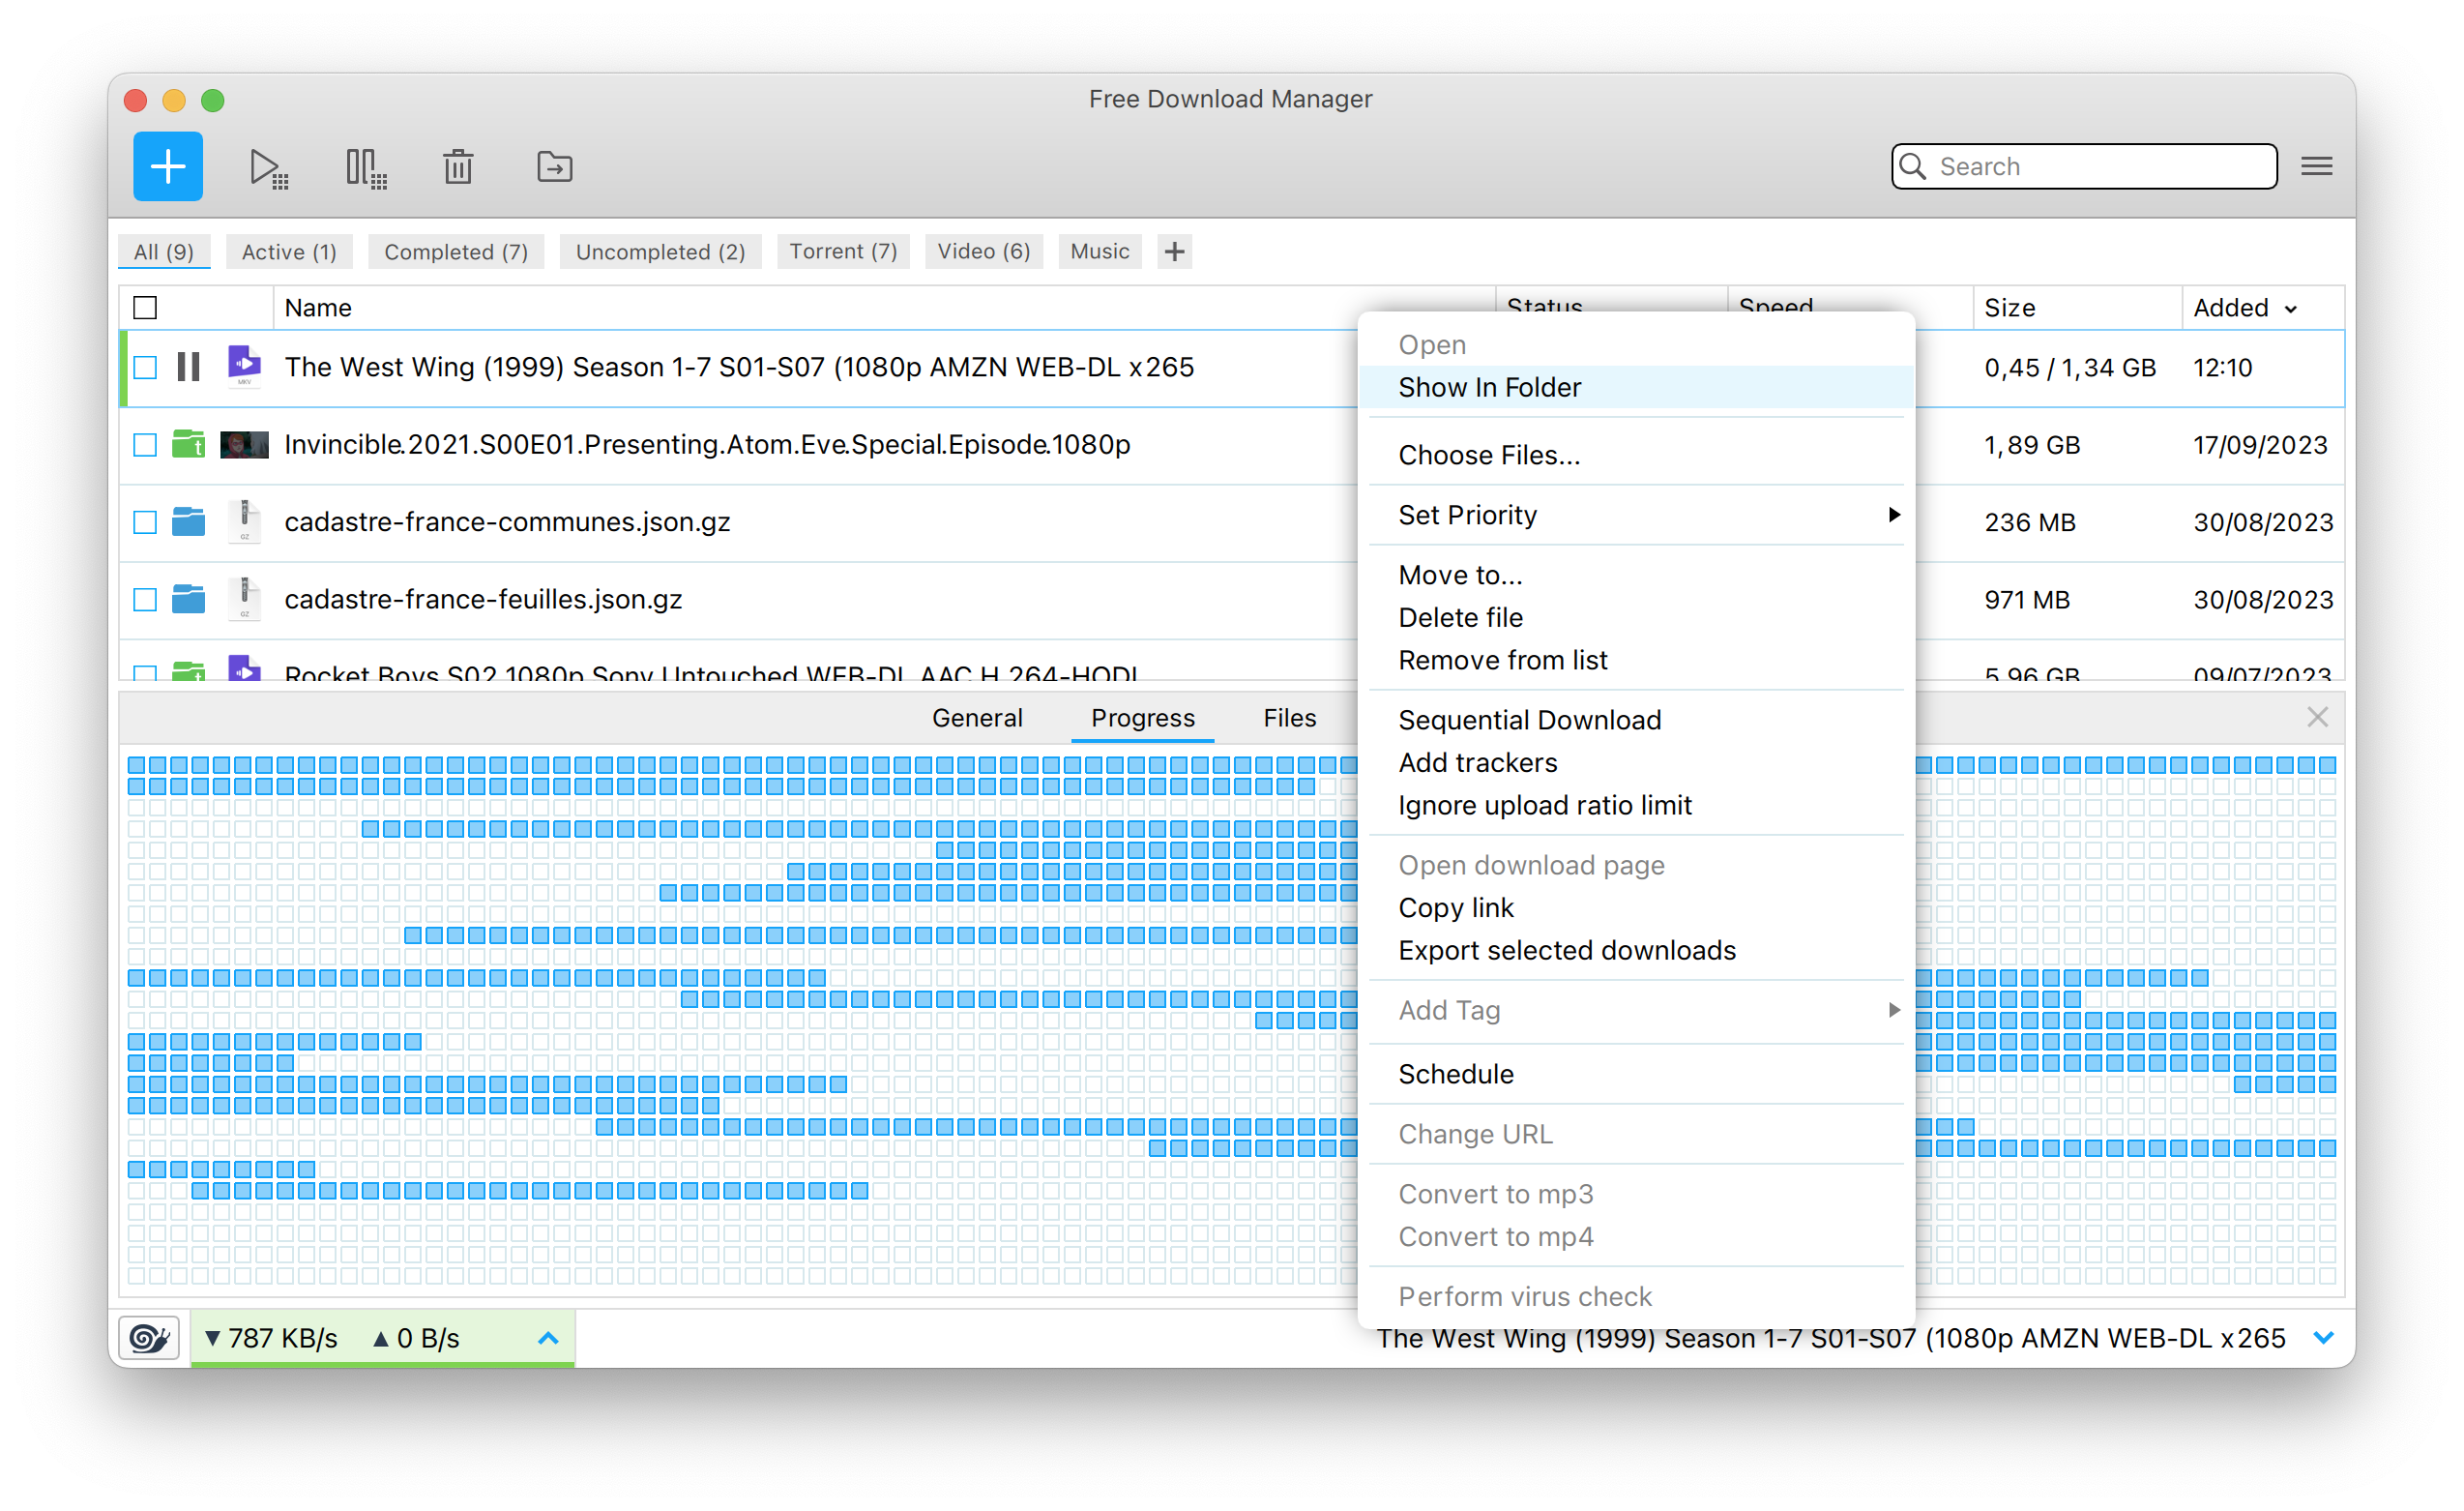 Free Download Manager
Search
All (9) Active (1) Completed (7) Uncompleted (2) Torrent (7) Video (6) Music
Name Status Speed Size Added
The West Wing (1999) Season 1-7 S01-S07 (1080p AMZN WEB-DL x265 0,45 / 1,34 GB 12:10
Invincible.2021.S00E01.Presenting.Atom.Eve.Special.Episode.1080p 1,89 GB 17/09/2023
cadastre-france-communes.json.gz 236 MB 30/08/2023
cadastre-france-feuilles.json.gz 971 MB 30/08/2023
Rocket Boys S02 1080p Sony Untouched WEB-DL AAC H 264-HODL 5,96 GB 09/07/2023
MKV
GZ
GZ
Open
Show In Folder
Choose Files...
Set Priority
Move to...
Delete file
Remove from list
Sequential Download
Add trackers
Ignore upload ratio limit
Open download page
Copy link
Export selected downloads
Add Tag
Schedule
Change URL
Convert to mp3
Convert to mp4
Perform virus check
General Progress Files
787 KB/s 0 B/s
The West Wing (1999) Season 1-7 S01-S07 (1080p AMZN WEB-DL x265